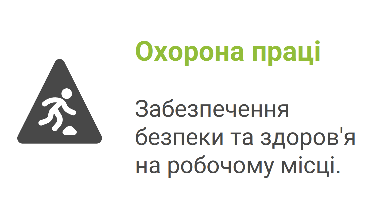 Охорона праці
Забезпечення
безпеки та здоров'я
на робочому місці.